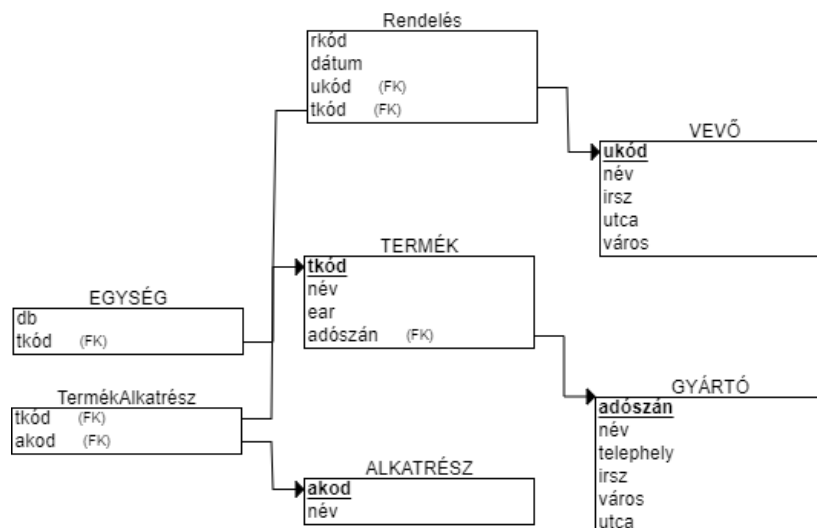 Rendelés
rkód
dátum
ukód (FK)
tkód (FK)
VEVŐ
ukód
név
irsz
utca
város
TERMÉK
tkód
név
ear
adószán (FK)
EGYSÉG
db
tkód (FK)
TermékAlkatrész
tkód (FK)
akod (FK)
ALKATRÉSZ
akod
név
GYÁRTÓ
adószán
név
telephely
irsz
város
utca